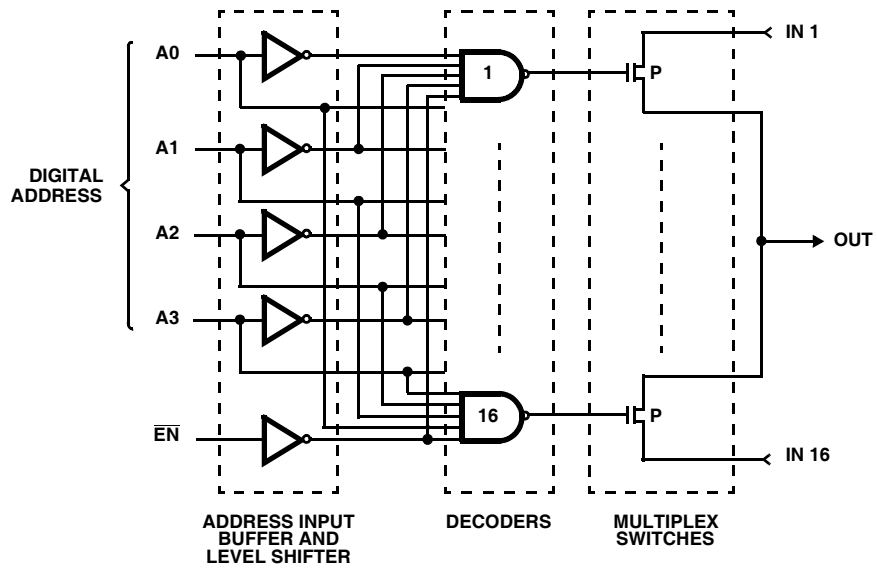 A0
IN 1
1
P
A1
DIGITAL
ADDRESS
A2
OUT
A3
16
P
EN
IN 16
ADDRESS INPUT
BUFFER AND
LEVEL SHIFTER
DECODERS
MULTIPLEX
SWITCHES